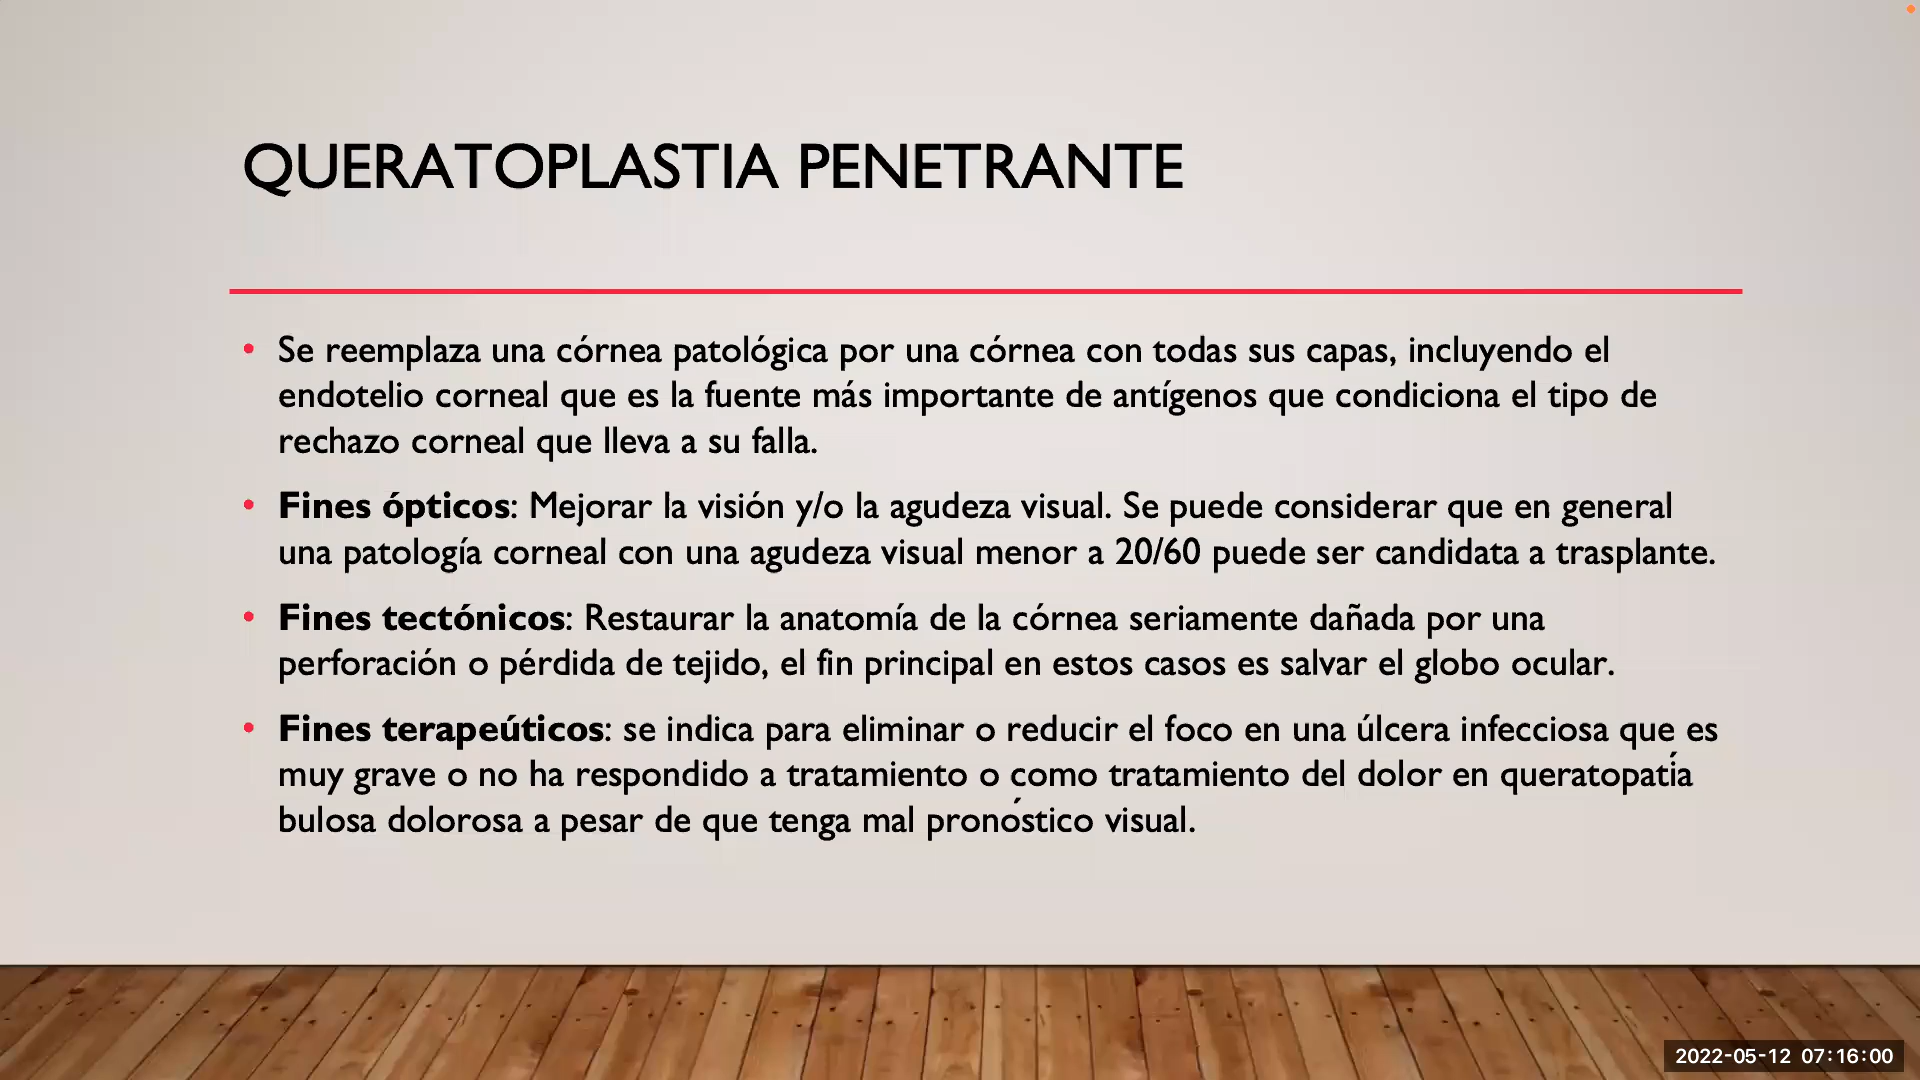 QUERATOPLASTIA PENETRANTE
• Se reemplaza una córnea patológica por una córnea con todas sus capas, incluyendo el
endotelio corneal que es la fuente más importante de antígenos que condiciona el tipo de
rechazo corneal que lleva a su falla.
• Fines ópticos: Mejorar la visión y/o la agudeza visual. Se puede considerar que en general
una patología corneal con una agudeza visual menor a 20/60 puede ser candidata a trasplante.
• Fines tectónicos: Restaurar la anatomía de la córnea seriamente dañada por una
perforación o pérdida de tejido, el fin principal en estos casos es salvar el globo ocular.
• Fines terapeúticos: se indica para eliminar o reducir el foco en una úlcera infecciosa que es
muy grave o no ha respondido a tratamiento o como tratamiento del dolor en queratopatía
bulosa dolorosa a pesar de que tenga mal pronóstico visual.
2022-05-12 07:16:00